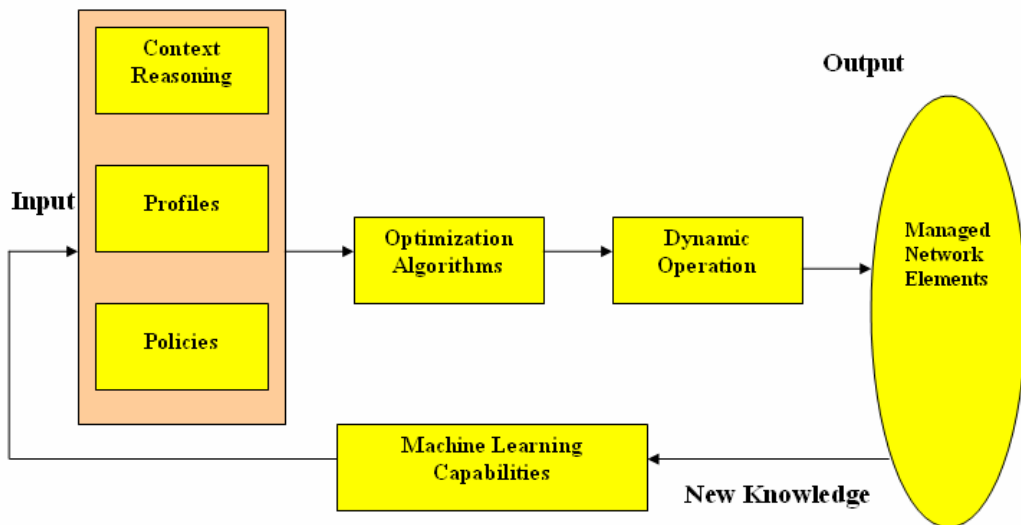 Context
Reasoning
Output
Input
Profiles
Optimization
Algorithms
Dynamic
Operation
Managed
Network
Elements
Policies
Machine Learning
Capabilities
New Knowledge